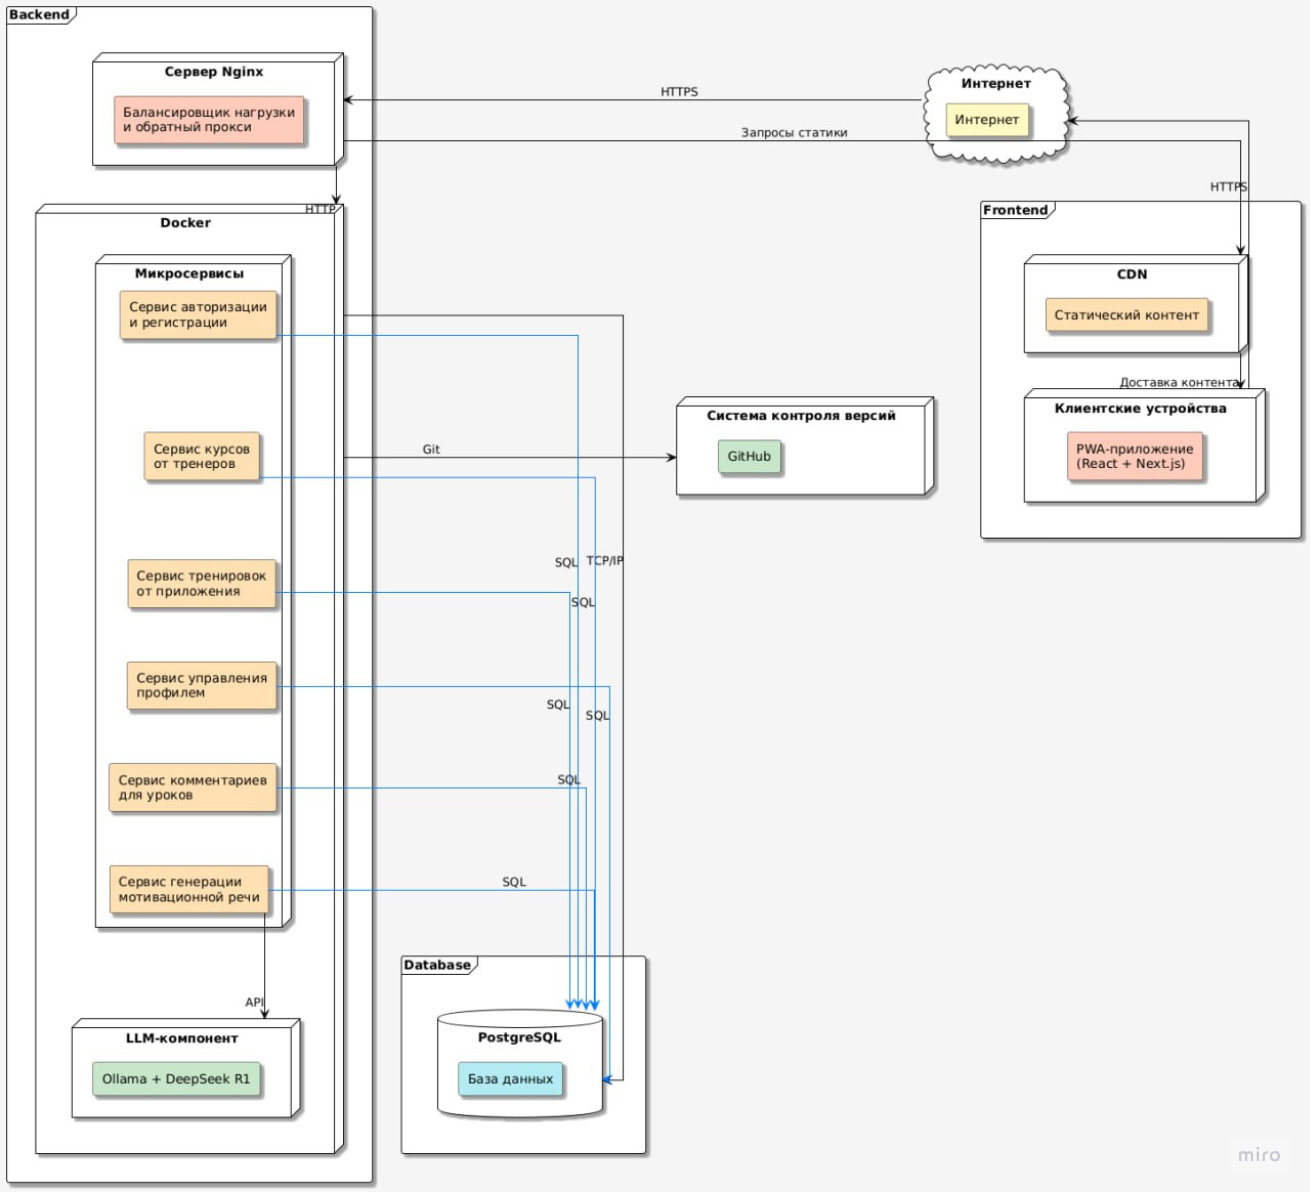 Backend
Сервер Nginx
Балансировщик нагрузки
и обратный прокси
HTTPS
Запросы статики
Интернет
Интернет
HTTPS
HTTP
Docker
Микросервисы
Сервис авторизации
и регистрации
Сервис курсов
от тренеров
Сервис тренировок
от приложения
Сервис управления
профилем
Сервис комментариев
для уроков
Сервис генерации
мотивационной речи
API
LLM-компонент
Ollama + DeepSeek R1
Git
Система контроля версий
GitHub
Frontend
CDN
Статический контент
Доставка контента
Клиентские устройства
PWA-приложение
(React + Next.js)
SQL
TCP/IP
SQL
SQL
SQL
SQL
SQL
Database
PostgreSQL
База данных
miro